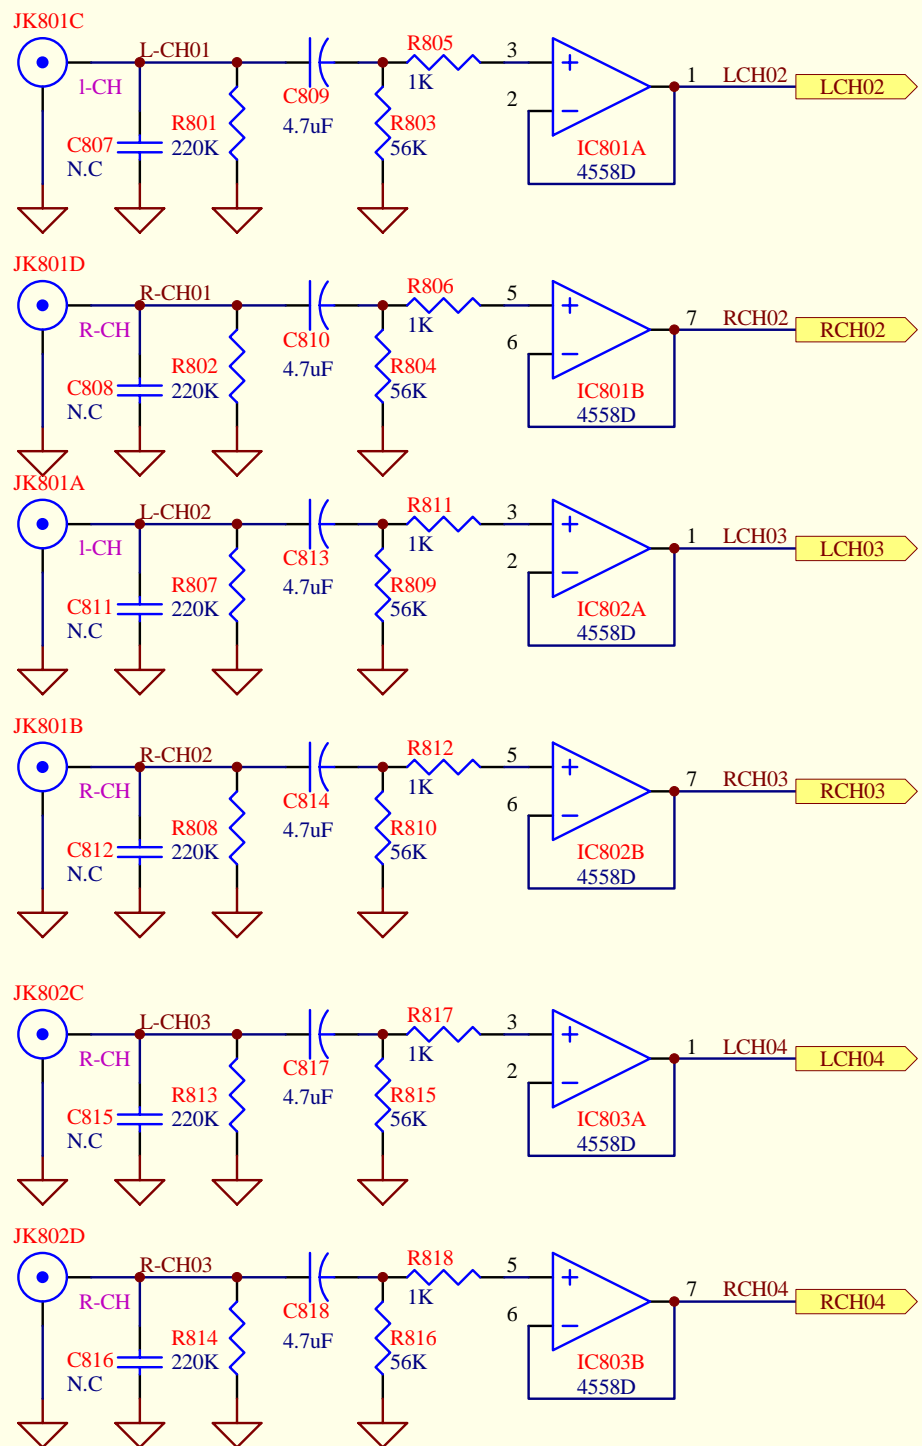 JK801C
L-CH01
R805
3
1
LCH02
LCH02
l-CH
C809
1K
2
R801
4.7uF
R803
C807
220K
56K
IC801A
N.C
4558D
JK801D
R-CH01
R806
5
7
RCH02
RCH02
R-CH
C810
1K
6
R802
4.7uF
R804
C808
220K
56K
IC801B
N.C
4558D
JK801A
L-CH02
R811
3
1
LCH03
LCH03
l-CH
C813
1K
2
R807
4.7uF
R809
C811
220K
56K
IC802A
N.C
4558D
JK801B
R-CH02
R812
5
7
RCH03
RCH03
R-CH
C814
1K
6
R808
4.7uF
R810
C812
220K
56K
IC802B
N.C
4558D
JK802C
L-CH03
R817
3
1
LCH04
LCH04
R-CH
C817
1K
2
R813
4.7uF
R815
C815
220K
56K
IC803A
N.C
4558D
JK802D
R-CH03
R818
5
7
RCH04
RCH04
R-CH
C818
1K
6
R814
4.7uF
R816
C816
220K
56K
IC803B
N.C
4558D